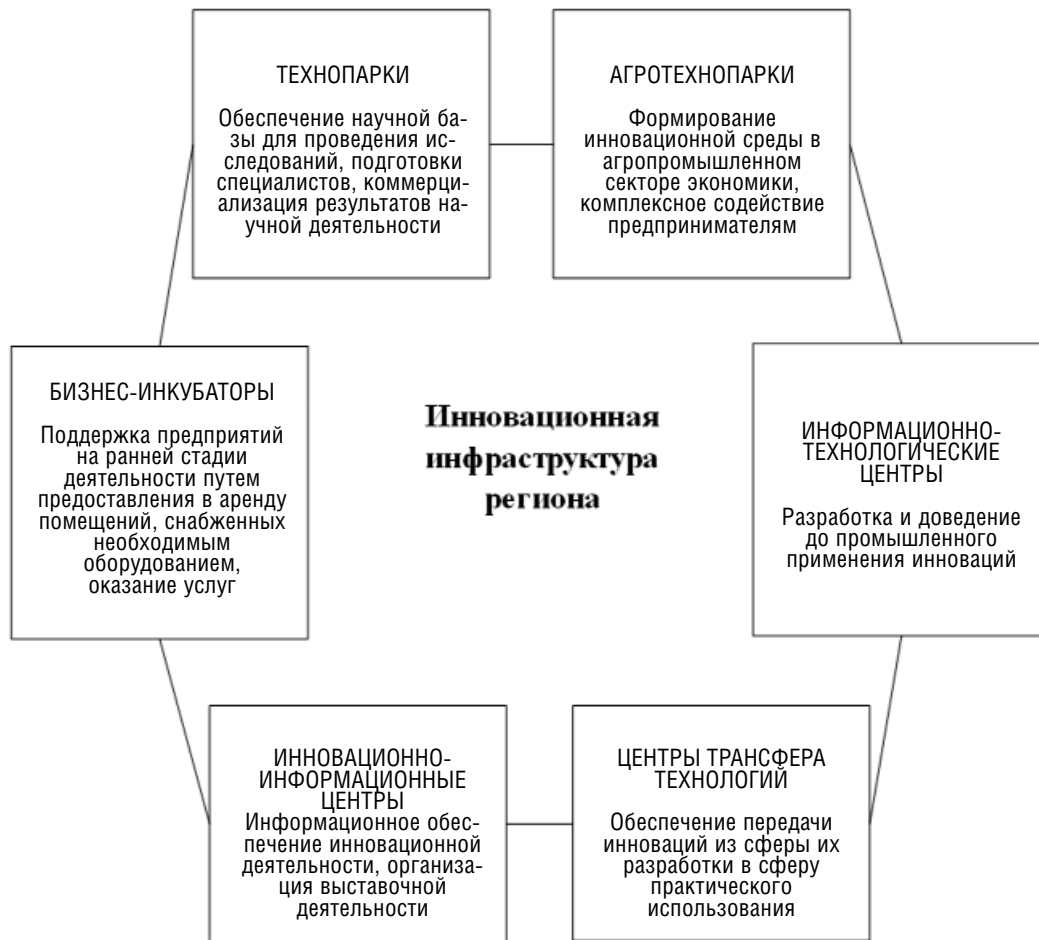 ТЕХНОПАРКИ
Обеспечение научной ба-
зы для проведения ис-
следований, подготовки
специалистов, коммерци-
ализация результатов на-
учной деятельности
АГРОТЕХНОПАРКИ
Формирование
инновационной среды в
агропромышленном
секторе экономики,
комплексное содействие
предпринимателям
БИЗНЕС-ИНКУБАТОРЫ
Поддержка предприятий
на ранней стадии
деятельности путем
предоставления в аренду
помещений, снабженных
необходимым
оборудованием,
оказание услуг
Инновационная
инфраструктура
региона
ИНФОРМАЦИОННО-
ТЕХНОЛОГИЧЕСКИЕ
ЦЕНТРЫ
Разработка и доведение
до промышленного
применения инноваций
ИННОВАЦИОННО-
ИНФОРМАЦИОННЫЕ
ЦЕНТРЫ
Информационное обес-
печение инновационной
деятельности, организа-
ция выставочной
деятельности
ЦЕНТРЫ ТРАНСФЕРА
ТЕХНОЛОГИЙ
Обеспечение передачи
инноваций из сферы их
разработки в сферу
практического
использования